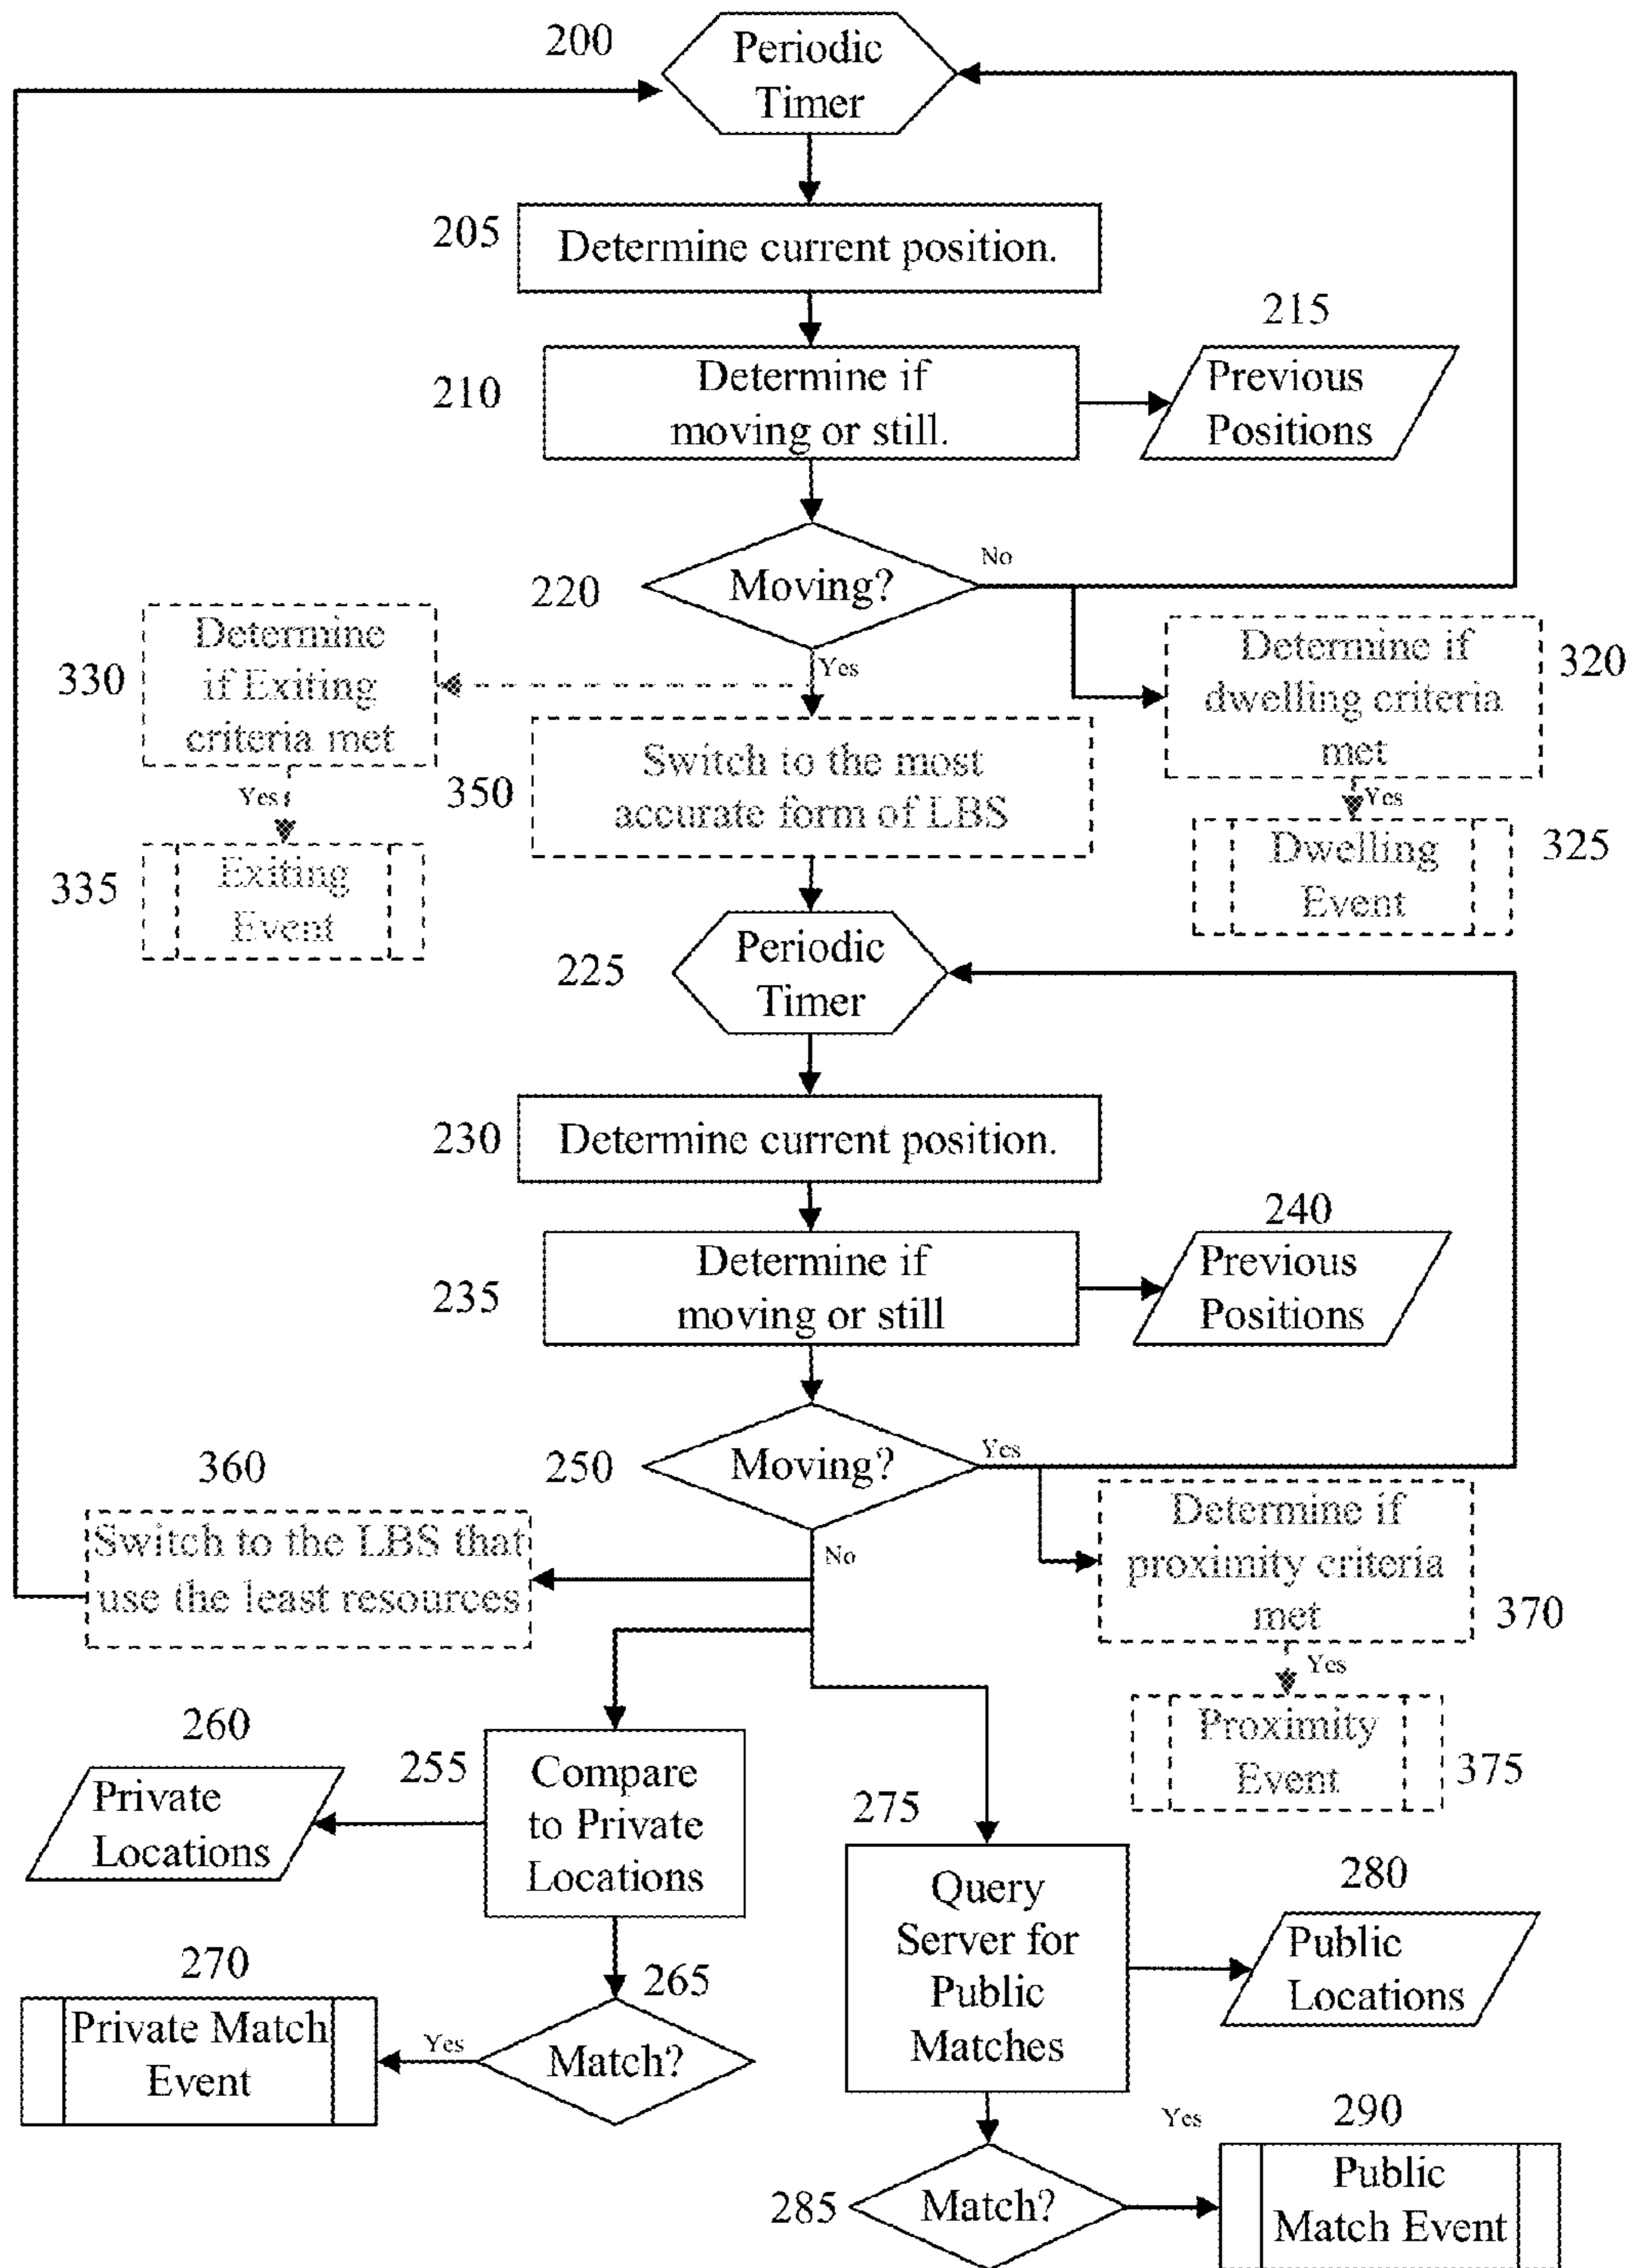 200
Periodic
Timer
205
Determine current position.
215
210
Determine if
moving or still.
Previous
Positions
No
220
Moving?
Yes
330
Determine
if Exiting
criteria met
Determine if
dwelling criteria
met
320
350
Switch to the most
accurate form of LBS
Yes
Yes
335
Exiting
Event
Dwelling
Event
325
225
Periodic
Timer
230
Determine current position.
240
235
Determine if
moving or still
Previous
Positions
360
250
Moving?
Yes
No
Switch to the LBS that
use the least resources
Determine if
proximity criteria
met
370
Yes
260
255
Private
Locations
Compare
to Private
Locations
Proximity
Event
375
275
280
Query
Server for
Public
Matches
Public
Locations
270
265
Private Match
Event
Yes
Match?
Yes
290
285
Match?
Public
Match Event